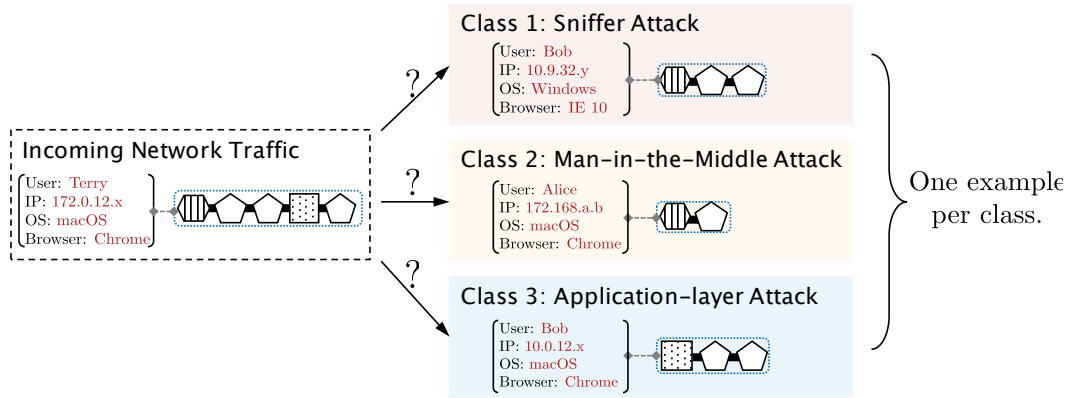 Incoming Network Traffic
User: Terry
IP: 172.0.12.x
OS: macOS
Browser: Chrome
?
?
?
Class 1: Sniffer Attack
User: Bob
IP: 10.9.32.y
OS: Windows
Browser: IE 10
Class 2: Man-in-the-Middle Attack
User: Alice
IP: 172.168.a.b
OS: macOS
Browser: Chrome
Class 3: Application-layer Attack
User: Bob
IP: 10.0.12.x
OS: macOS
Browser: Chrome
One example
per class.